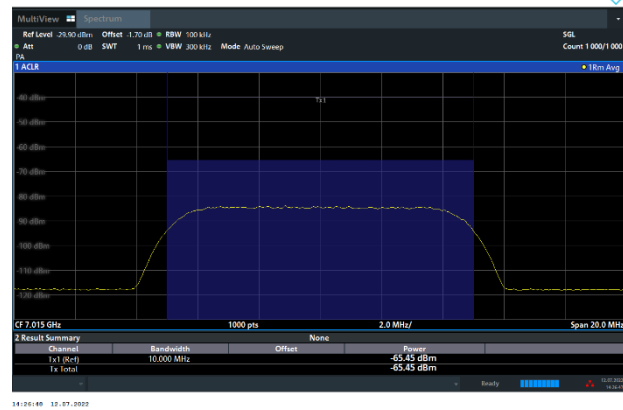 MultiView Spectrum
Ref Level -29.90 dBm Offset -1.70 dB RBW 100 kHz SGL
Att 0 dB SWT 1 ms VBW 300 kHz Mode Auto Sweep Count 1000/1000
PA
1 ACLR 1Rm Avg
-40 dBm
Tx1
-50 dBm
-60 dBm
-70 dBm
-80 dBm
-90 dBm
-100 dBm
-110 dBm
-120 dBm
CF 7.015 GHz 1000 pts 2.0 MHz/ Span 20.0 MHz
2 Result Summary None
Channel Bandwidth Offset Power
Tx1 (Ref) 10.000 MHz -65.45 dBm
Tx Total -65.45 dBm
Ready 12.07.2022
14:26:40 12.07.2022